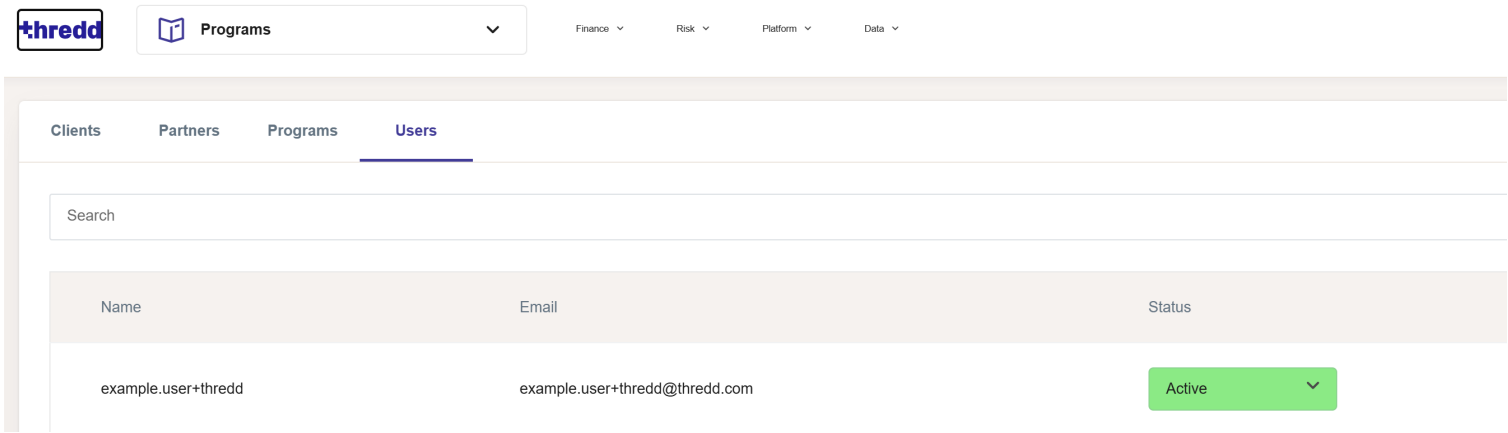 thredd Programs Finance Risk Platform Data
Clients Partners Programs Users
Search
Name Email Status
example.user+thredd example.user+thredd@thredd.com Active